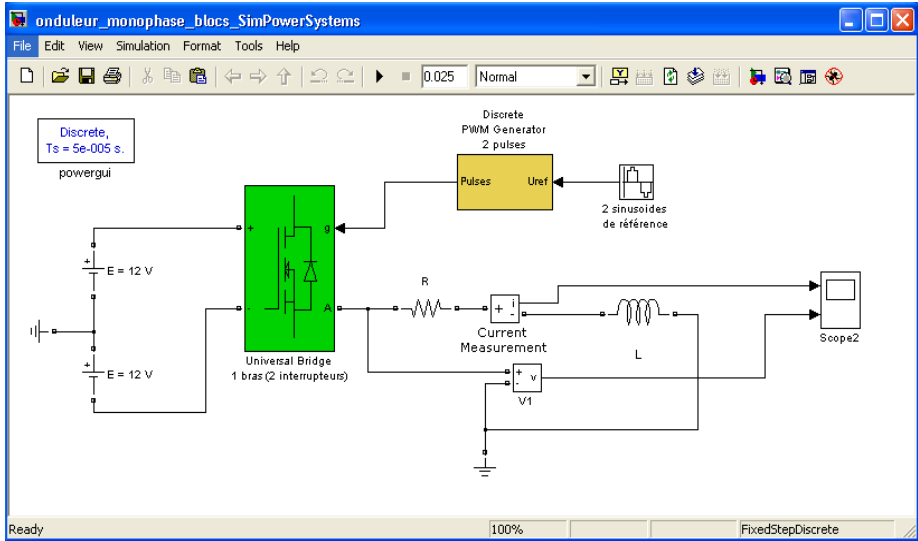 onduleur_monophase_blocs_SimPowerSystems
File Edit View Simulation Format Tools Help
0.025 Normal
Discrete,
Ts = 5e-005 s.
powergui
Discrete
PWM Generator
2 pulses
Pulses Uref
2 sinusoides
de référence
+ g
- A
Universal Bridge
1 bras (2 interrupteurs)
+
E = 12 V
+
E = 12 V
R
+ i
-
Current
Measurement
L
+ v
-
V1
Scope2
Ready 100% FixedStepDiscrete